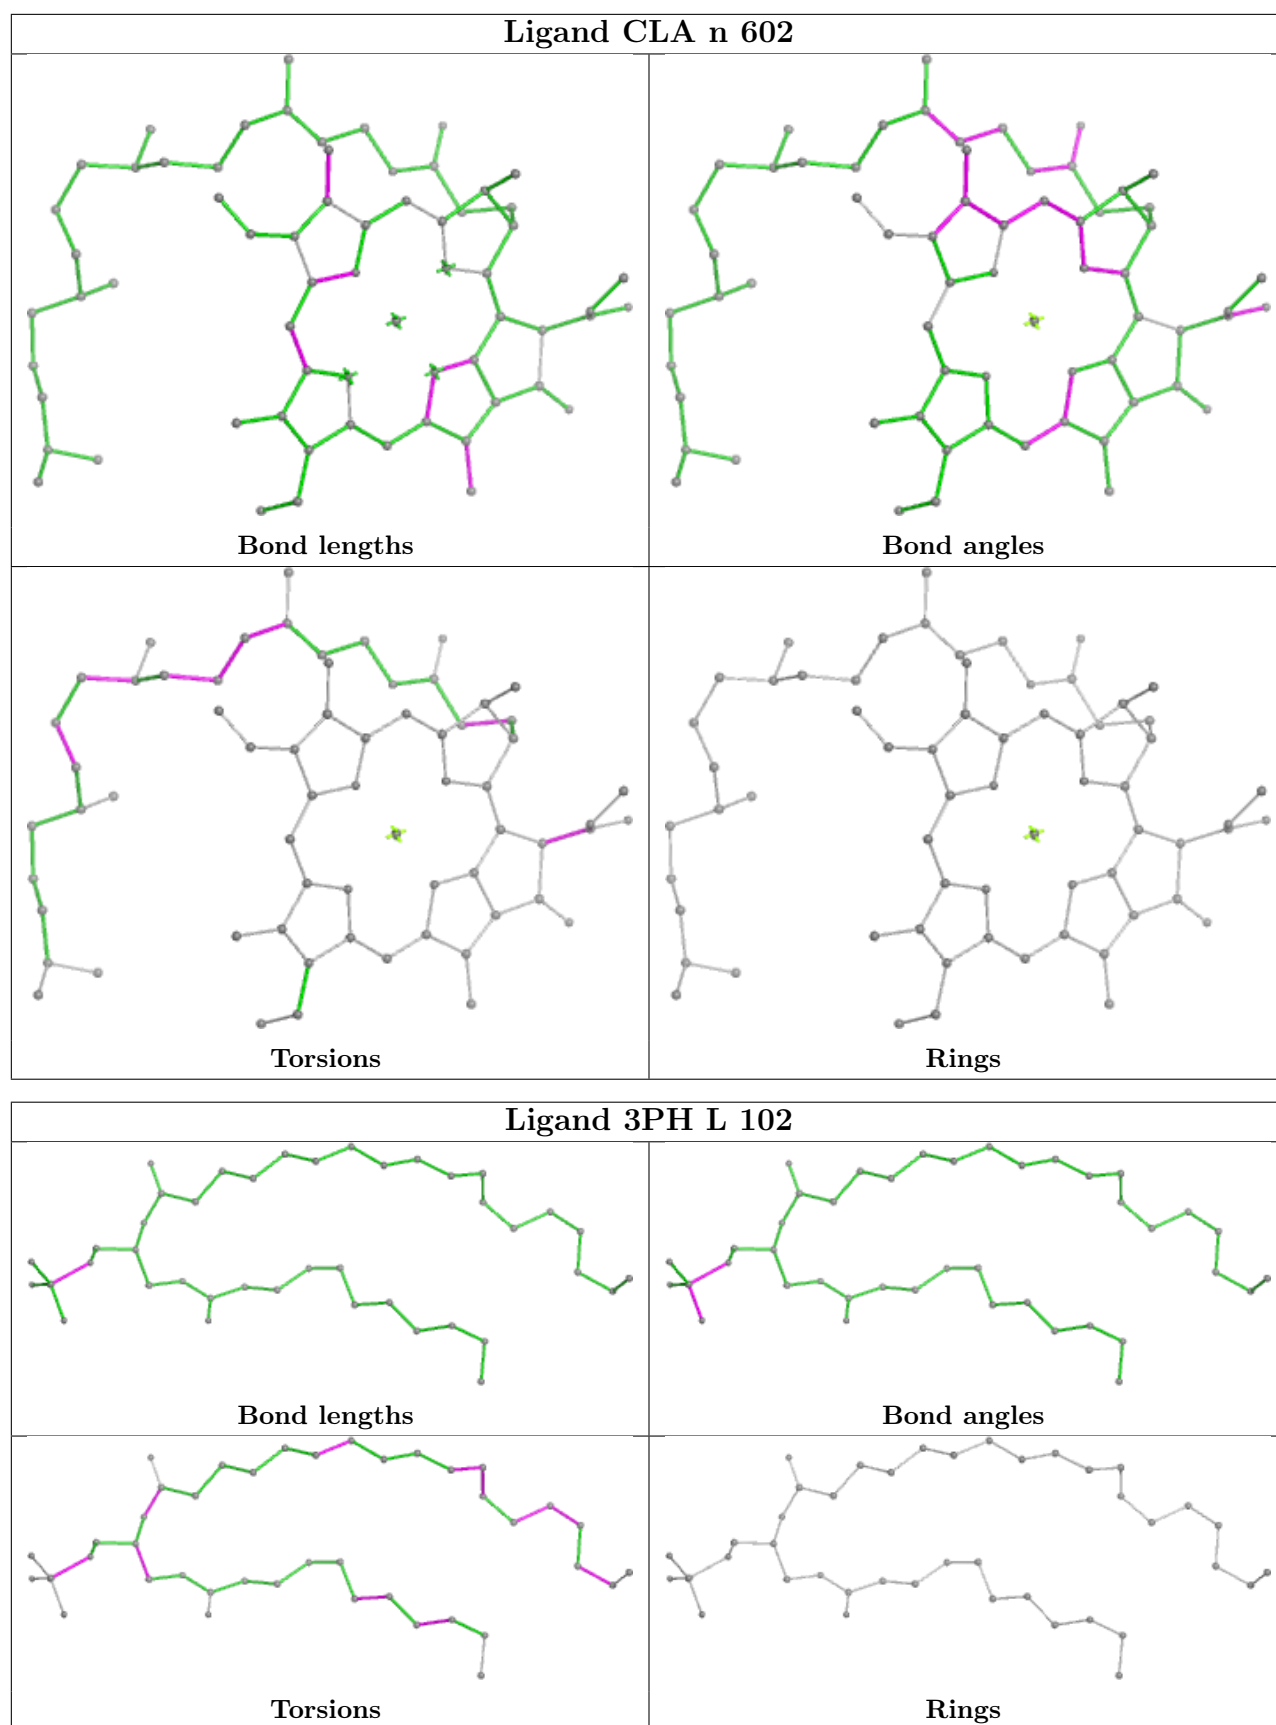 Ligand CLA n 602
Bond lengths
Bond angles
Torsions
Rings
Ligand 3PH L 102
Bond lengths
Bond angles
Torsions
Rings